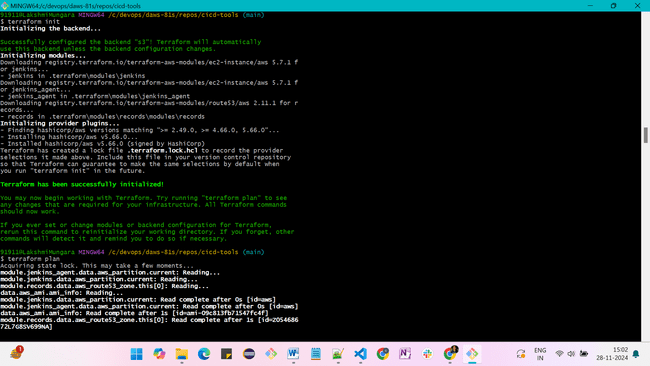 MINGW64:/c/devops/daws-81s/repos/cicd-tools
91911@LakshmiMungara MINGW64 /c/devops/daws-81s/repos/cicd-tools (main)
$ terraform init
Initializing the backend...
Successfully configured the backend "s3"! Terraform will automatically
use this backend unless the backend configuration changes.
Initializing modules...
Downloading registry.terraform.io/terraform-aws-modules/ec2-instance/aws 5.7.1 f
or jenkins...
- jenkins in .terraform\modules\jenkins
Downloading registry.terraform.io/terraform-aws-modules/ec2-instance/aws 5.7.1 f
or jenkins_agent...
- jenkins_agent in .terraform\modules\jenkins_agent
Downloading registry.terraform.io/terraform-aws-modules/route53/aws 2.11.1 for r
ecords...
- records in .terraform\modules\records\modules\records
Initializing provider plugins...
- Finding hashicorp/aws versions matching ">= 2.49.0, >= 4.66.0, 5.66.0"...
- Installing hashicorp/aws v5.66.0...
- Installed hashicorp/aws v5.66.0 (signed by HashiCorp)
Terraform has created a lock file .terraform.lock.hcl to record the provider
selections it made above. Include this file in your version control repository
so that Terraform can guarantee to make the same selections by default when
you run "terraform init" in the future.
Terraform has been successfully initialized!
You may now begin working with Terraform. Try running "terraform plan" to see
any changes that are required for your infrastructure. All Terraform commands
should now work.
If you ever set or change modules or backend configuration for Terraform,
rerun this command to reinitialize your working directory. If you forget, other
commands will detect it and remind you to do so if necessary.
91911@LakshmiMungara MINGW64 /c/devops/daws-81s/repos/cicd-tools (main)
$ terraform plan
Acquiring state lock. This may take a few moments...
module.jenkins_agent.data.aws_partition.current: Reading...
module.jenkins.data.aws_partition.current: Reading...
module.records.data.aws_route53_zone.this[0]: Reading...
data.aws_ami.ami_info: Reading...
module.jenkins.data.aws_partition.current: Read complete after 0s [id=aws]
module.jenkins_agent.data.aws_partition.current: Read complete after 0s [id=aws]
data.aws_ami.ami_info: Read complete after 1s [id=ami-09c813fb71547fc4f]
module.records.data.aws_route53_zone.this[0]: Read complete after 1s [id=Z054686
72L7G8SV699NA]
ENG
IN
15:02
28-11-2024